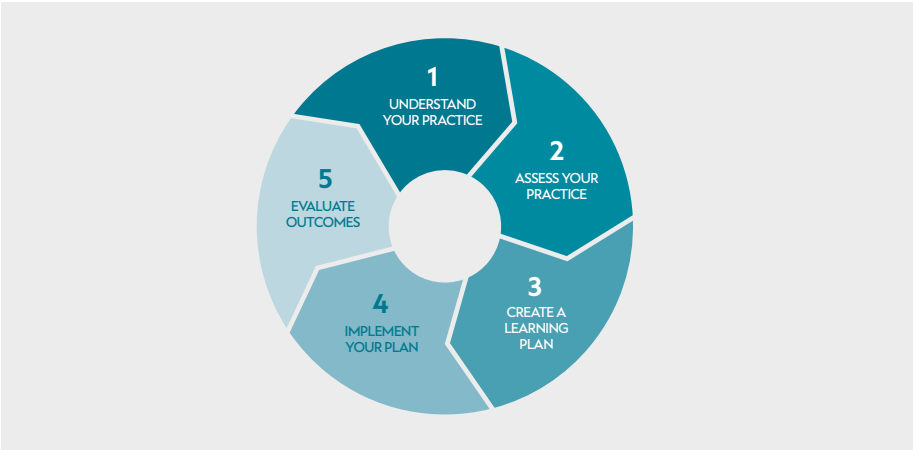 1
UNDERSTAND
YOUR PRACTICE
2
ASSESS YOUR
PRACTICE
3
CREATE A
LEARNING
PLAN
4
IMPLEMENT
YOUR PLAN
5
EVALUATE
OUTCOMES